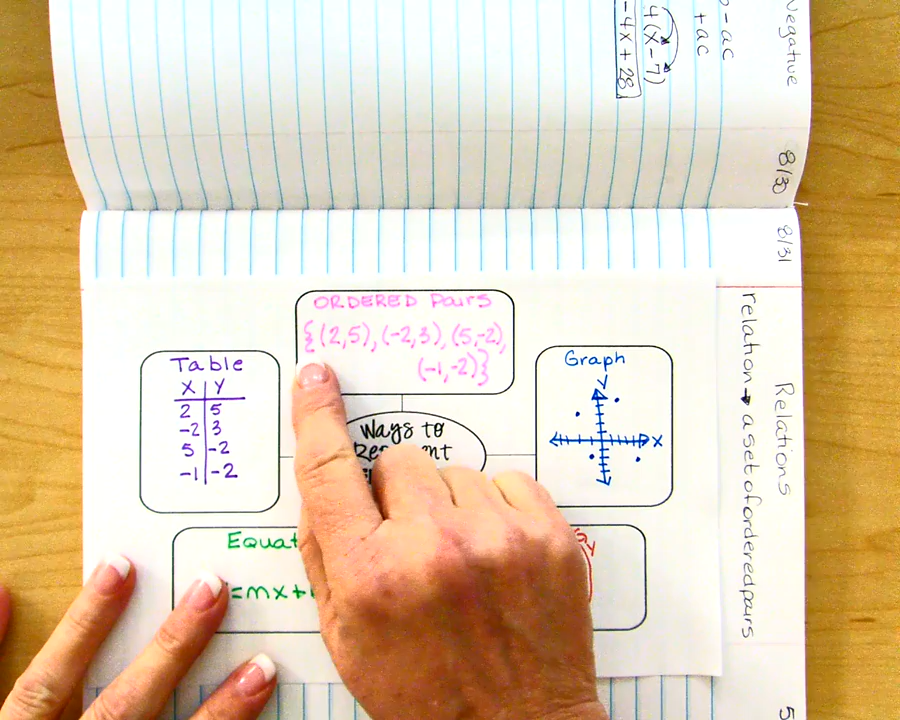 Negative
- ac
+ ac
4(x-7)
-4x+28
8/30
8/31
Relations
relation → a set of ordered pairs
ORDERED Pairs
{(2,5),(-2,3),(5,-2),
(-1,-2)}
Table
X Y
2 5
-2 3
5 -2
-1 -2
Graph
Y
X
Ways to
=mx+
y
5